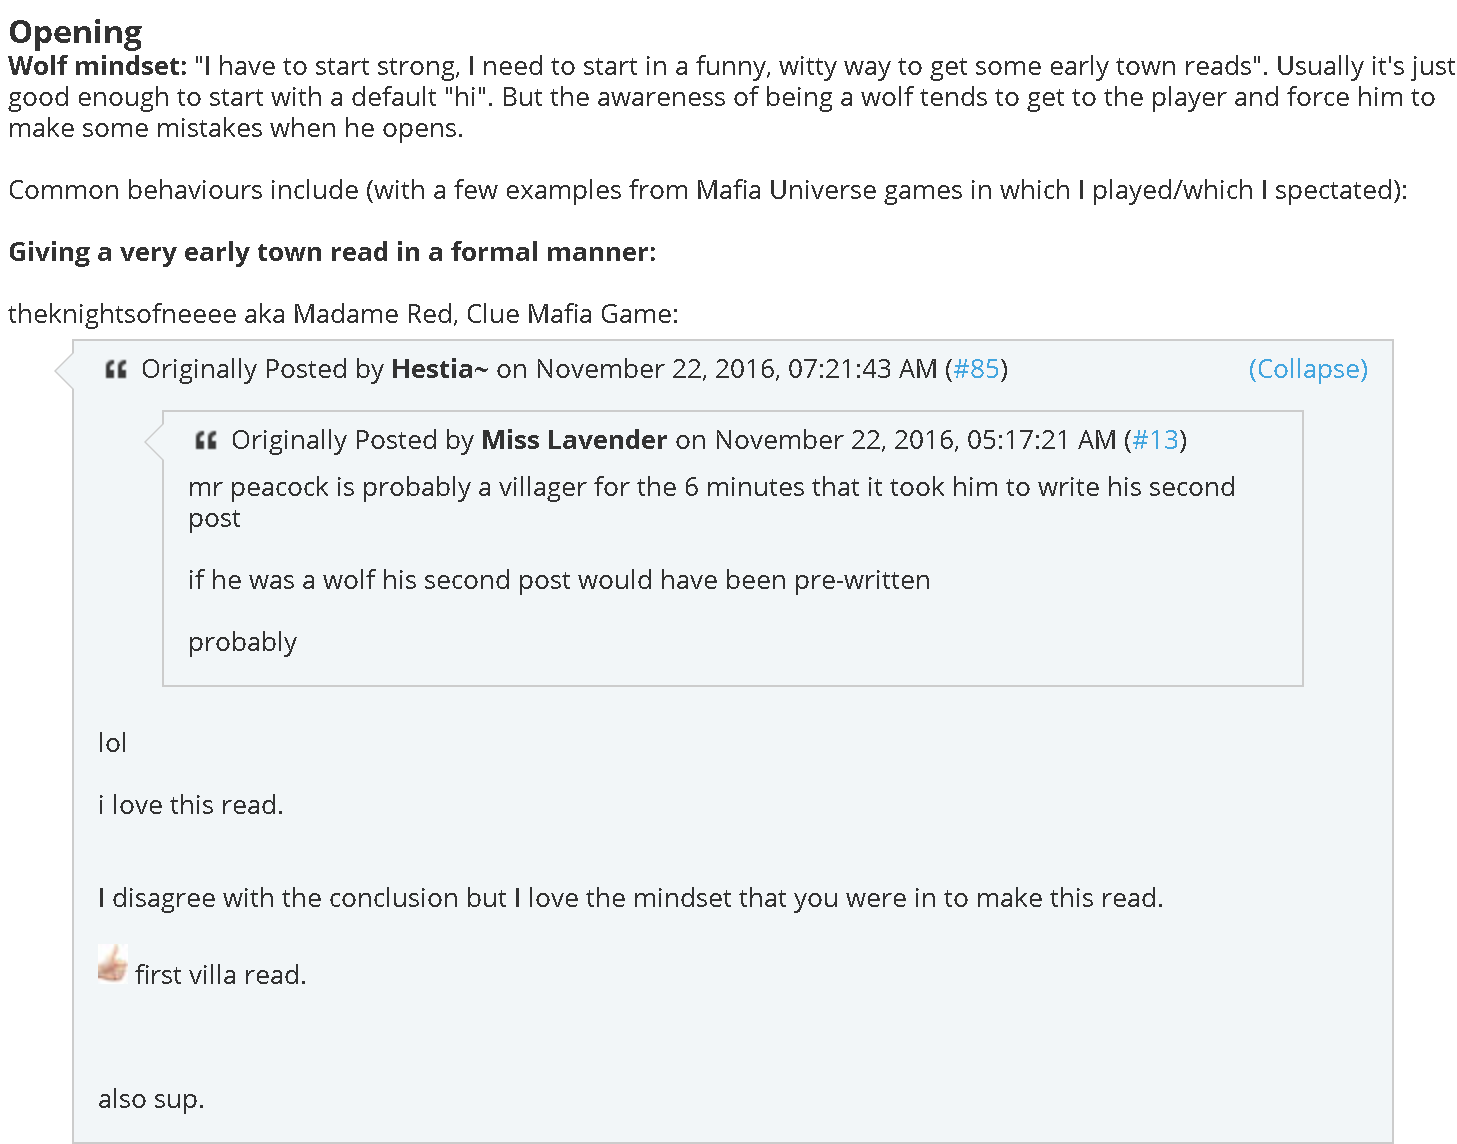 Opening
Wolf mindset: "I have to start strong, I need to start in a funny, witty way to get some early town reads". Usually it's just
good enough to start with a default "hi". But the awareness of being a wolf tends to get to the player and force him to
make some mistakes when he opens.
Common behaviours include (with a few examples from Mafia Universe games in which I played/which I spectated):
Giving a very early town read in a formal manner:
theknightsofneeee aka Madame Red, Clue Mafia Game:
Originally Posted by Hestia~ on November 22, 2016, 07:21:43 AM (#85) (Collapse)
Originally Posted by Miss Lavender on November 22, 2016, 05:17:21 AM (#13)
mr peacock is probably a villager for the 6 minutes that it took him to write his second
post
if he was a wolf his second post would have been pre-written
probably
lol
i love this read.
I disagree with the conclusion but I love the mindset that you were in to make this read.
first villa read.
also sup.